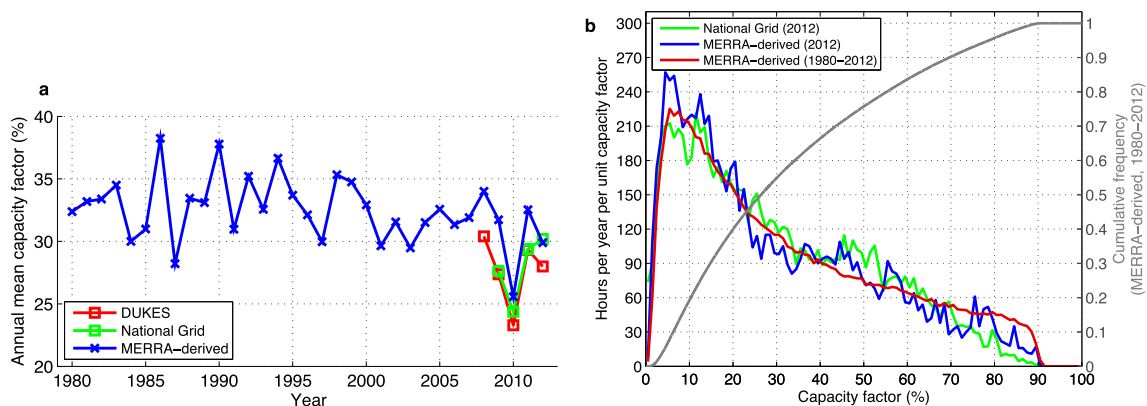 a
Annual mean capacity factor (%)
40
35
30
25
20
DUKES
National Grid
MERRA−derived
1980 1985 1990 1995 2000 2005 2010
Year
b
Hours per year per unit capacity factor
300
270
240
210
180
150
120
90
60
30
0
National Grid (2012)
MERRA−derived (2012)
MERRA−derived (1980−2012)
1
0.9
0.8
0.7
0.6
0.5
0.4
0.3
0.2
0.1
0
Cumulative frequency
(MERRA−derived, 1980−2012)
0 10 20 30 40 50 60 70 80 90 100
Capacity factor (%)